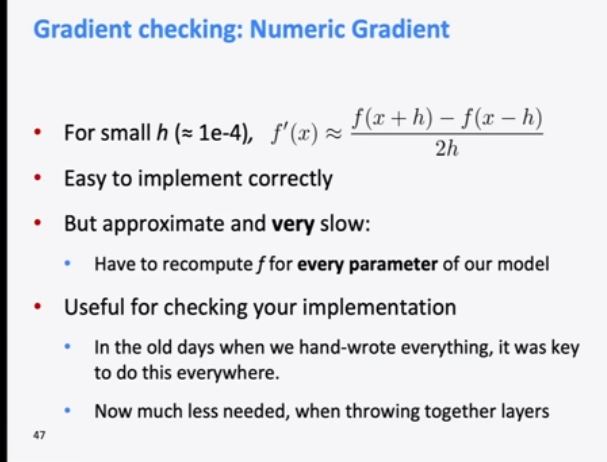 Gradient checking: Numeric Gradient
• For small h (≈ 1e-4), f′(x) ≈ f(x + h) − f(x − h) / 2h
• Easy to implement correctly
• But approximate and very slow:
• Have to recompute f for every parameter of our model
• Useful for checking your implementation
• In the old days when we hand-wrote everything, it was key
to do this everywhere.
• Now much less needed, when throwing together layers
47